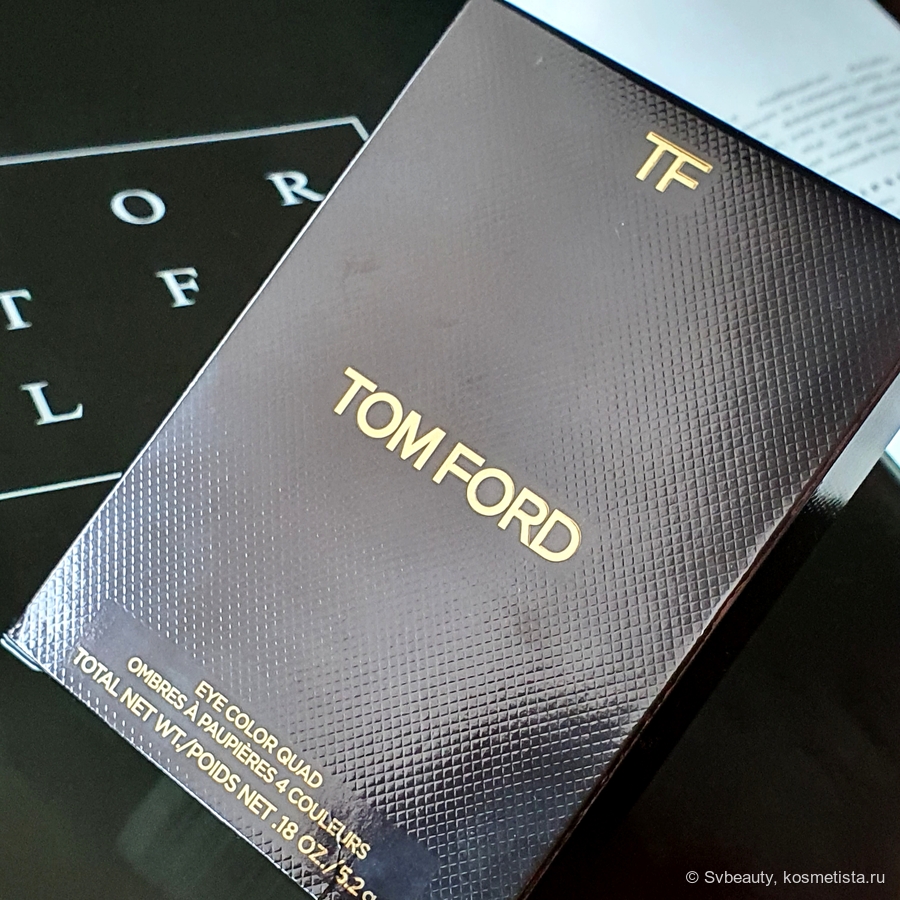 TF
TOM FORD
EYE COLOR QUAD
OMBRES À PAUPIÈRES 4 COULEURS
TOTAL NET WT./POIDS NET .18 OZ./5.2 g
O R
T F
L
© Svbeauty, kosmetista.ru